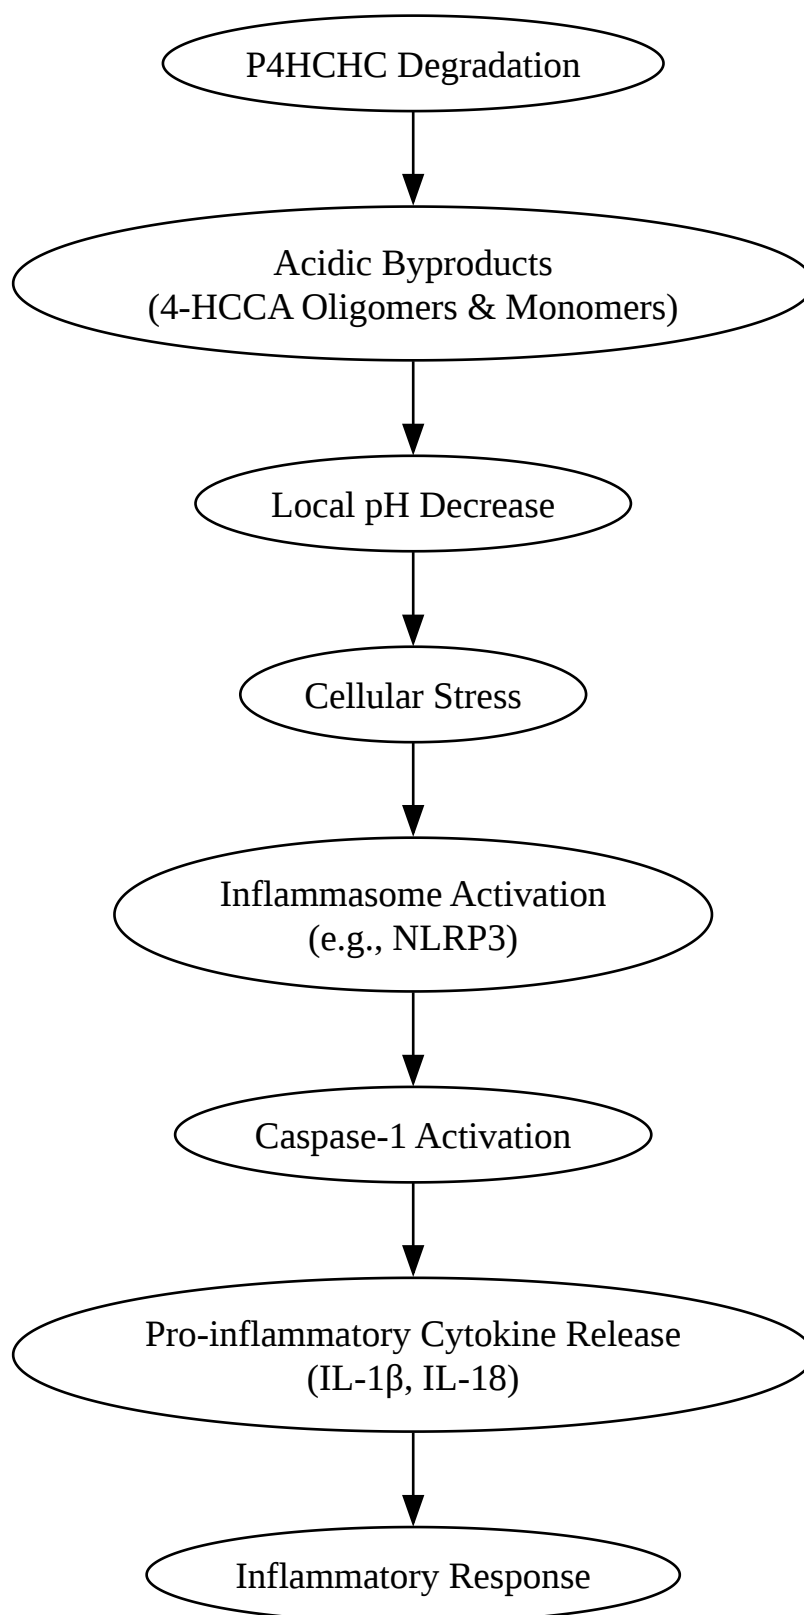 P4HCHC Degradation
Acidic Byproducts
(4-HCCA Oligomers & Monomers)
Local pH Decrease
Cellular Stress
Inflammasome Activation
(e.g., NLRP3)
Caspase-1 Activation
Pro-inflammatory Cytokine Release
(IL-1β, IL-18)
Inflammatory Response